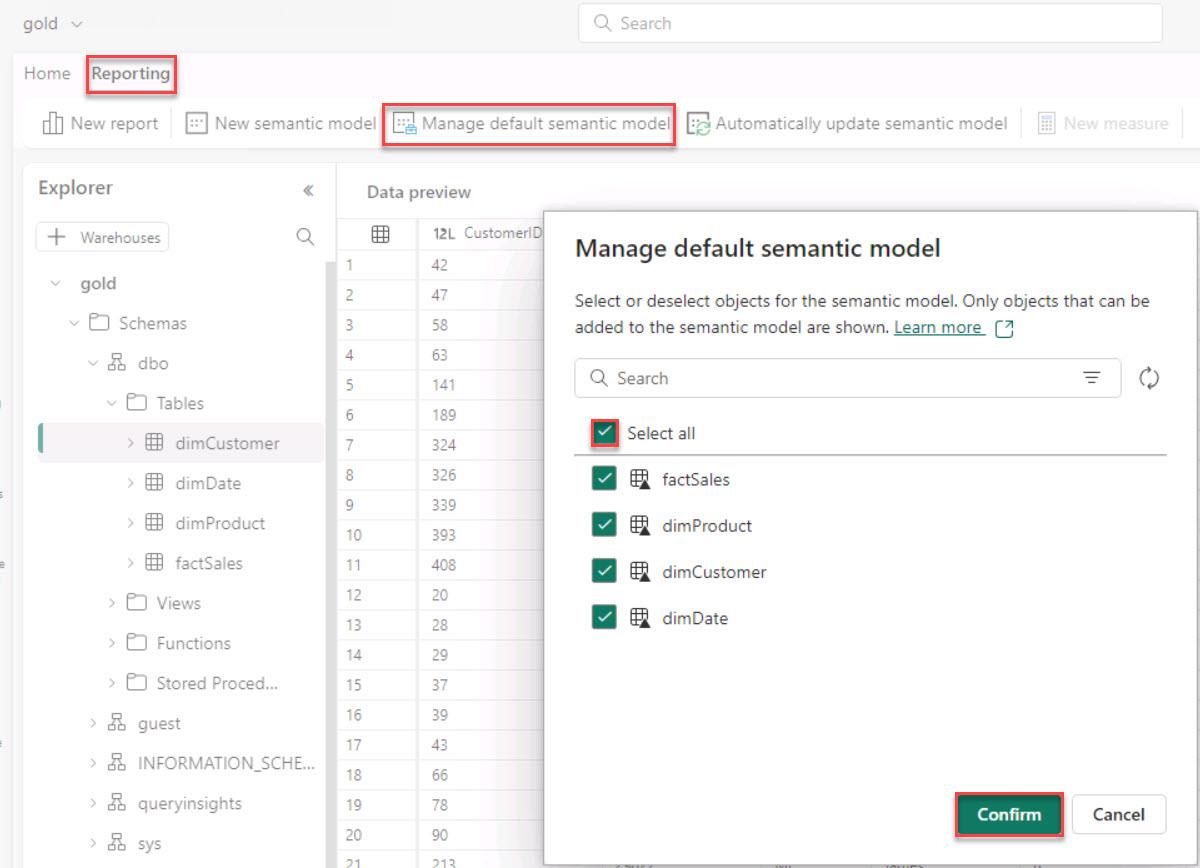 gold
Search
Home Reporting
New report New semantic model Manage default semantic model Automatically update semantic model New measure
Explorer
Warehouses
gold
Schemas
dbo
Tables
dimCustomer
dimDate
dimProduct
factSales
Views
Functions
Stored Proced...
guest
INFORMATION_SCHE...
queryinsights
sys
Data preview
12L CustomerID
1 42
2 47
3 58
4 63
5 141
6 189
7 324
8 326
9 339
10 393
11 408
12 20
13 28
14 29
15 37
16 39
17 43
18 66
19 78
20 90
21 213
Manage default semantic model
Select or deselect objects for the semantic model. Only objects that can be
added to the semantic model are shown. Learn more
Search
Select all
factSales
dimProduct
dimCustomer
dimDate
Confirm Cancel